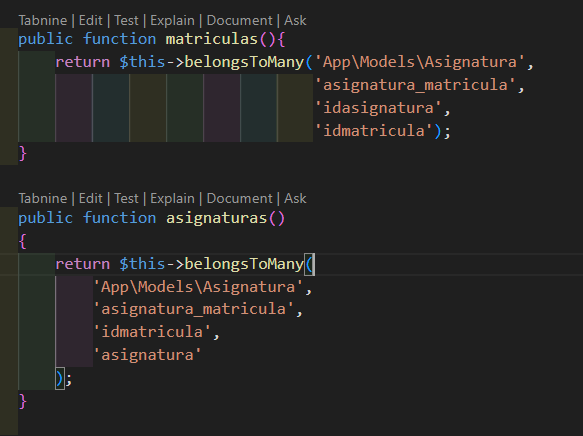 Tabnine | Edit | Test | Explain | Document | Ask
public function matriculas(){
return $this->belongsToMany('App\Models\Asignatura',
'asignatura_matricula',
'idasignatura',
'idmatricula');
}
Tabnine | Edit | Test | Explain | Document | Ask
public function asignaturas()
{
return $this->belongsToMany(
'App\Models\Asignatura',
'asignatura_matricula',
'idmatricula',
'asignatura'
);
}